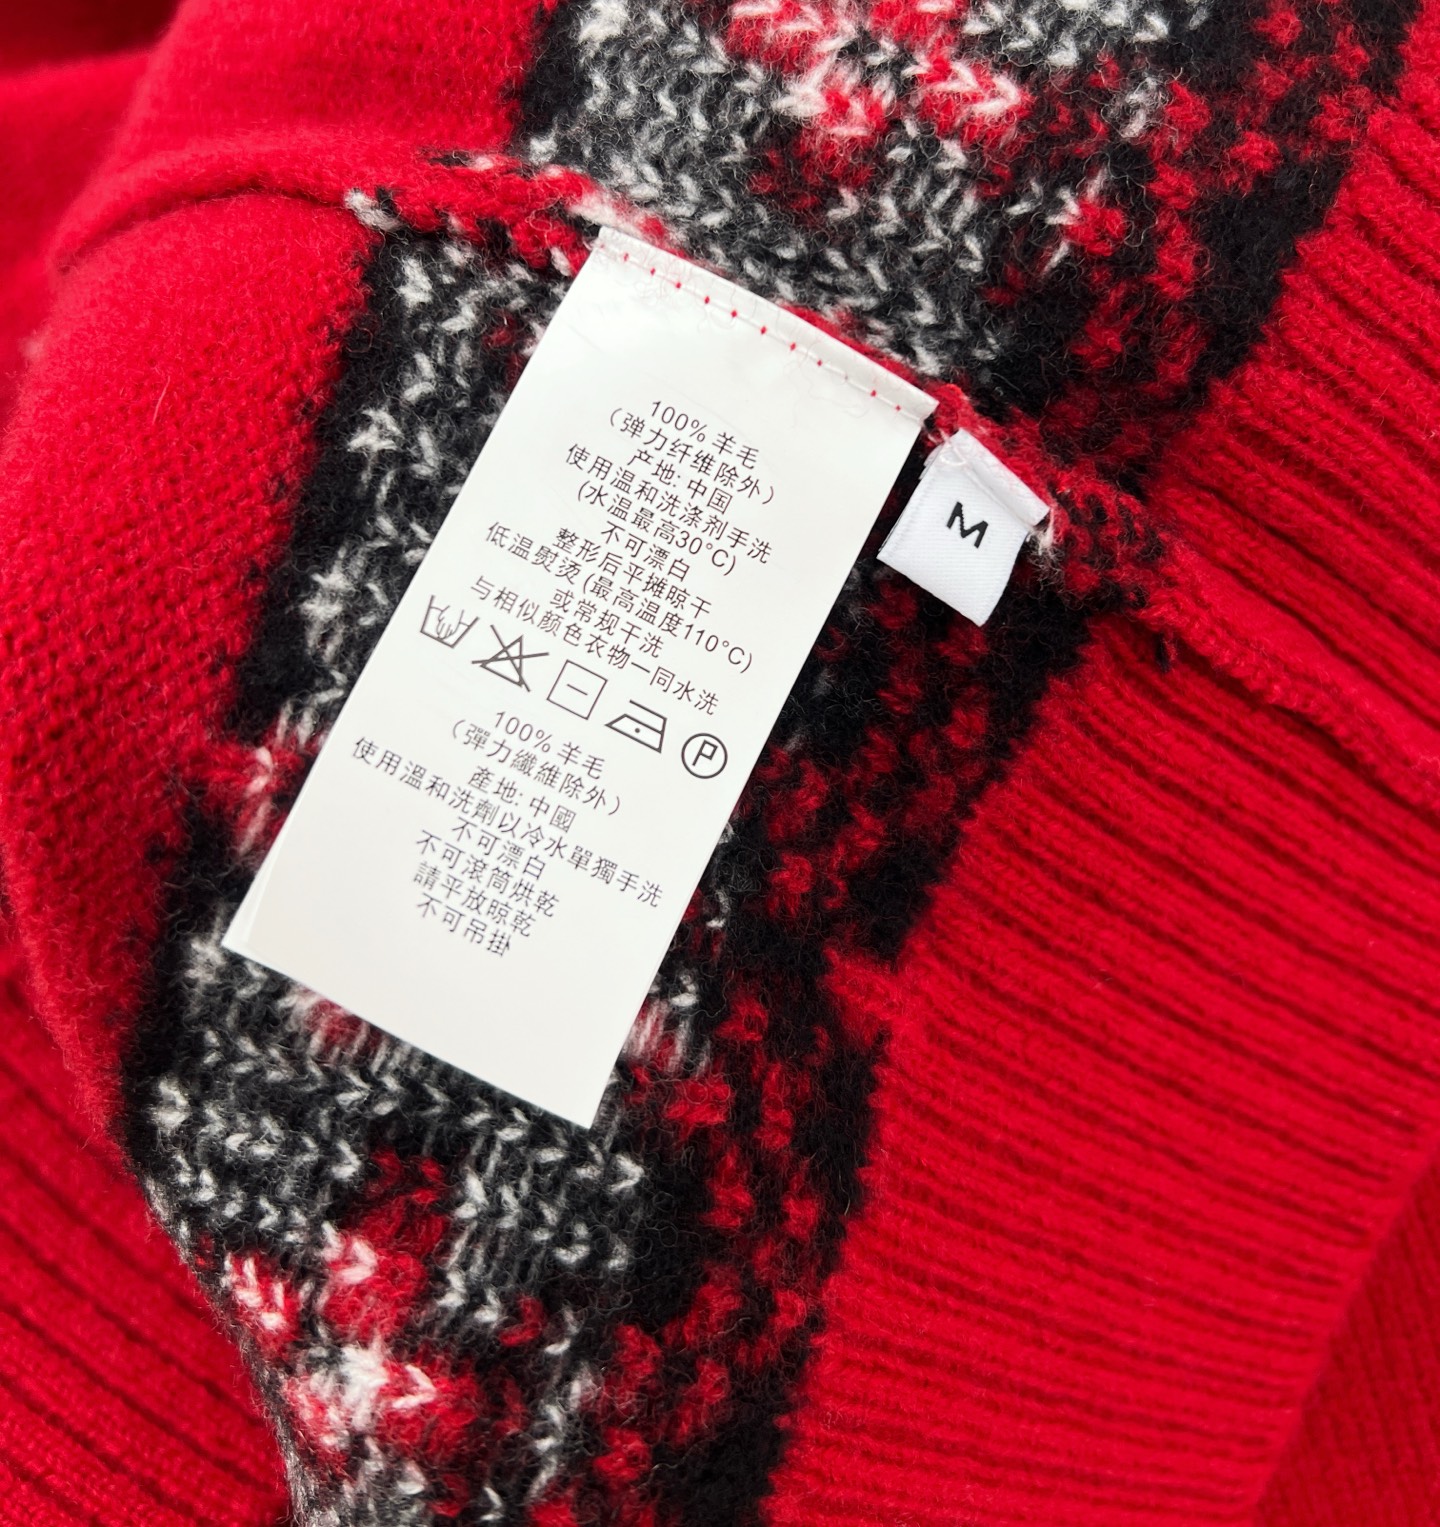 100% 羊毛
（弹力纤维除外）
产地: 中国
使用温和洗涤剂手洗
(水温最高30°C)
不可漂白
整形后平摊晾干
低温熨烫 (最高温度110°C)
或常规干洗
与相似颜色衣物一同水洗
P
100% 羊毛
（彈力纖維除外）
產地: 中國
使用溫和洗劑以冷水單獨手洗
不可漂白
不可滾筒烘乾
請平放晾乾
不可吊掛
M